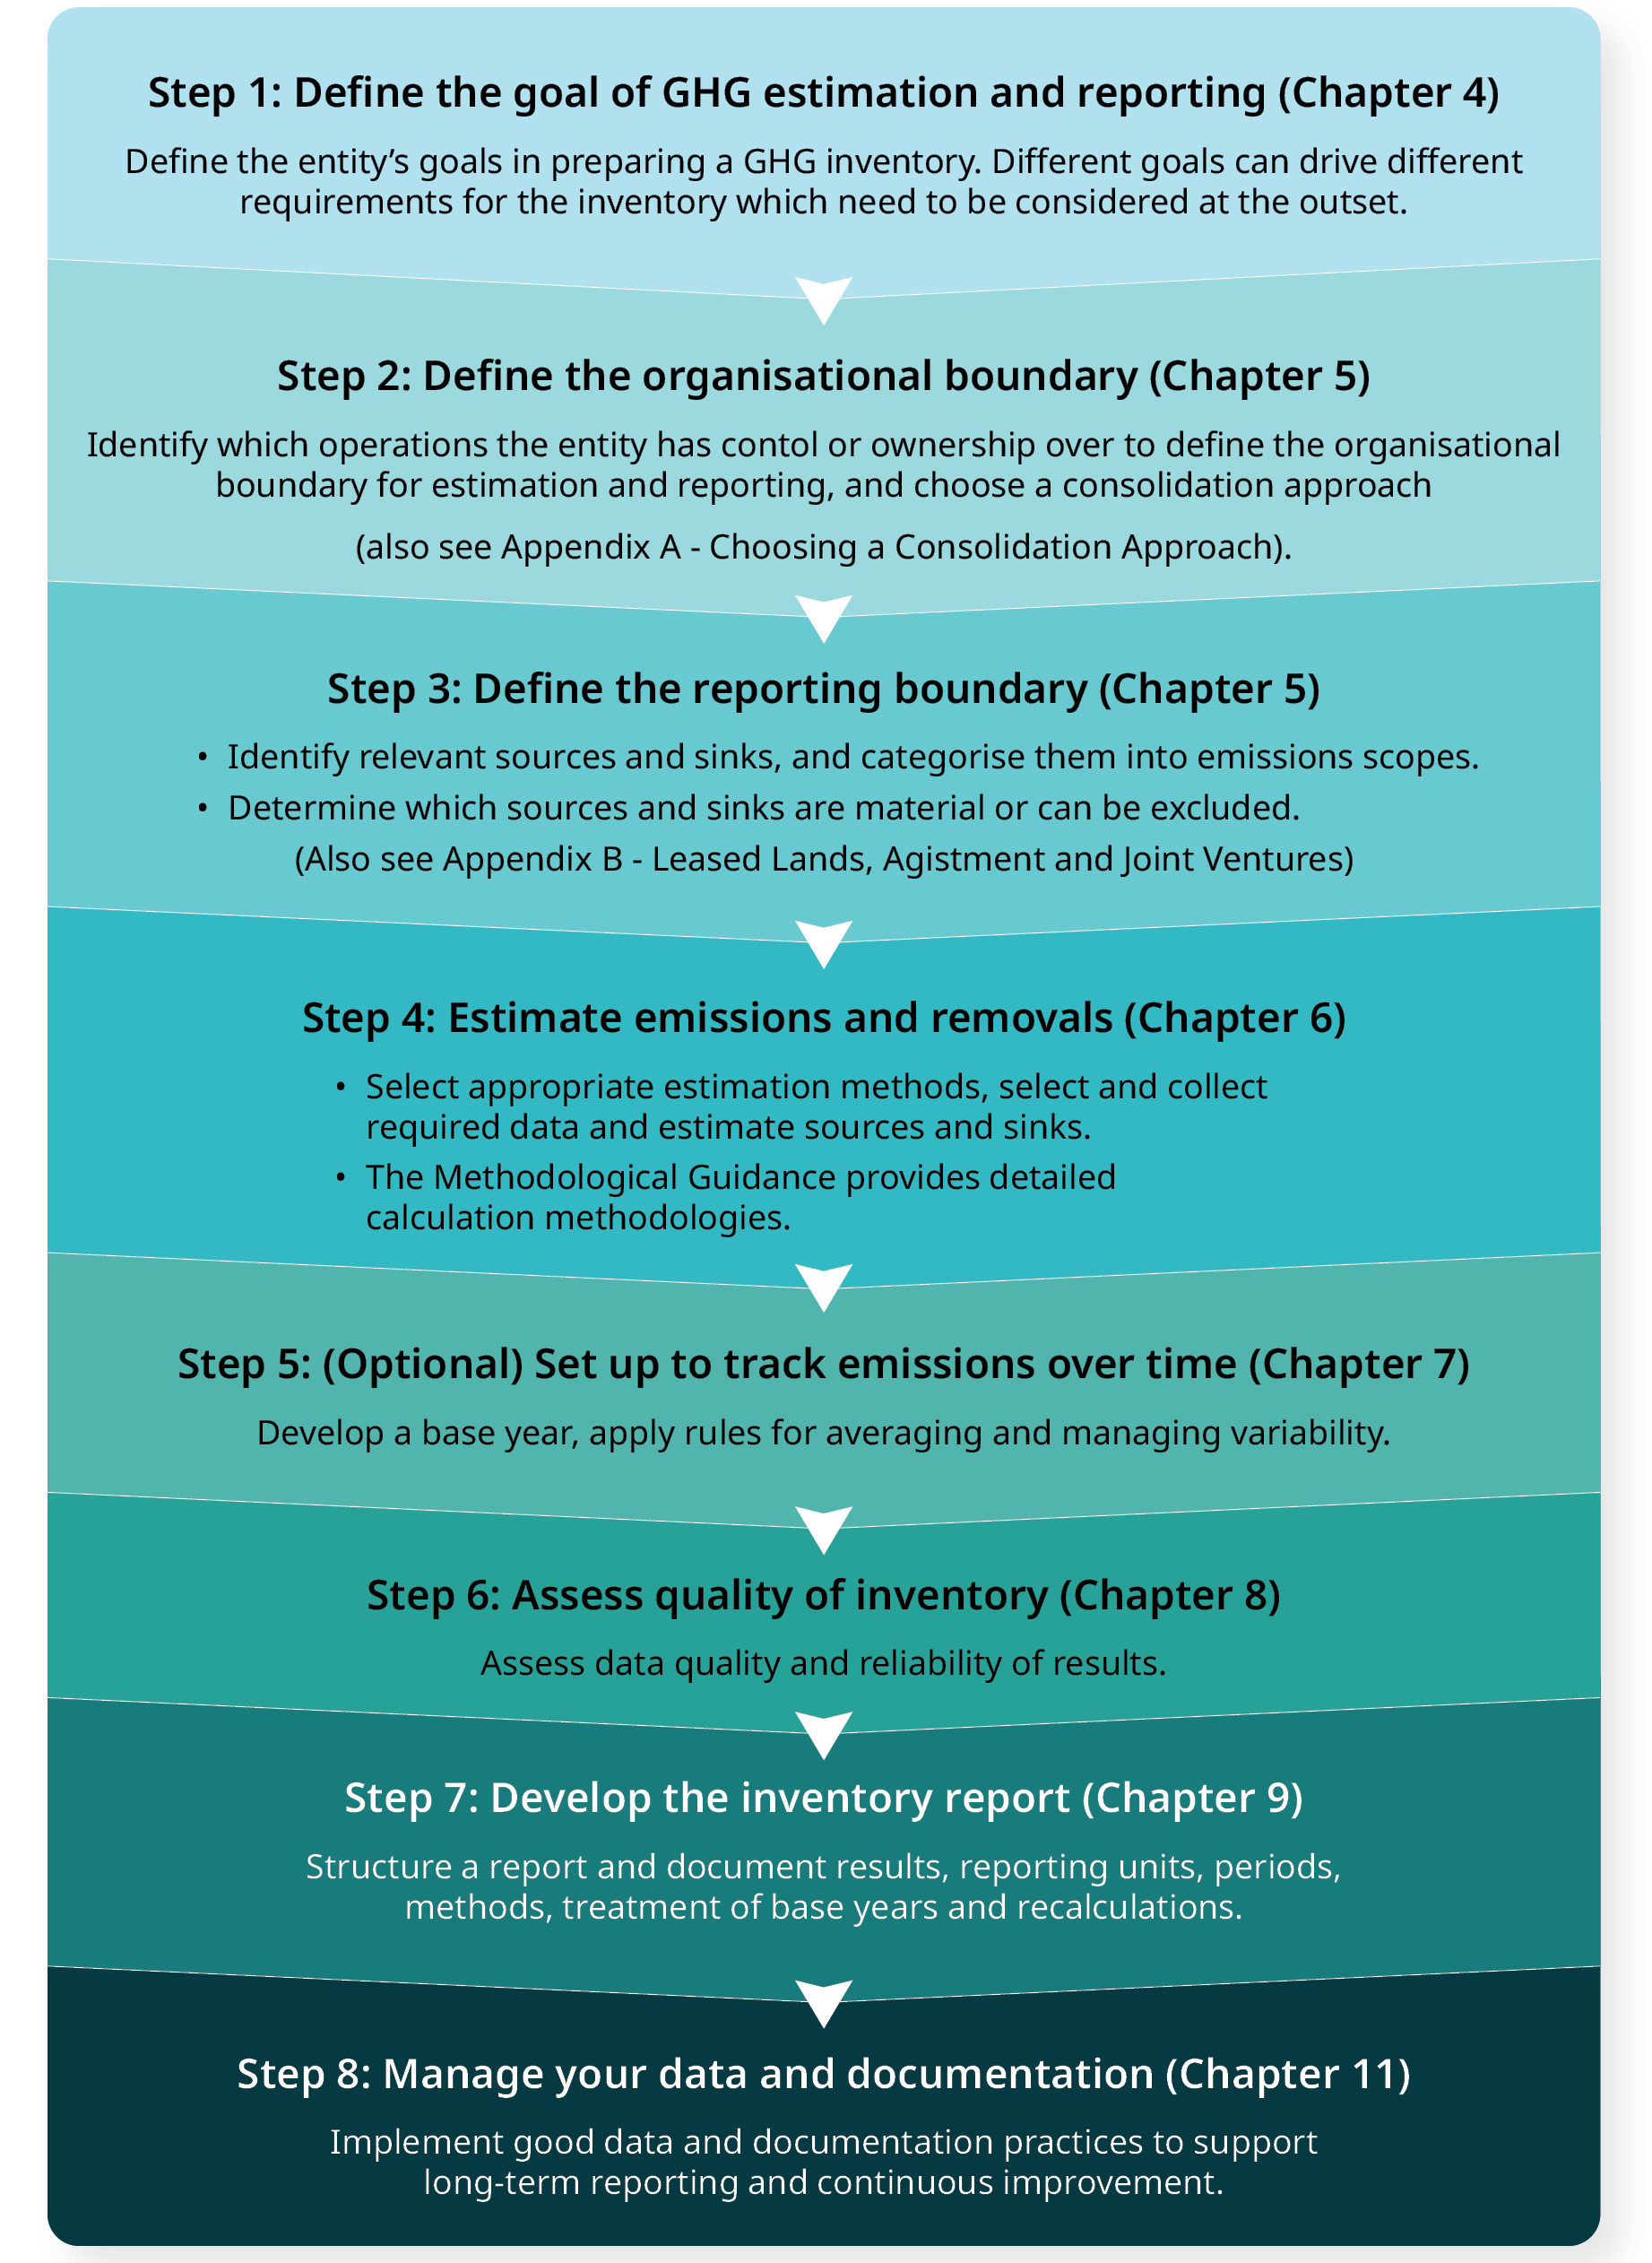 Step 1: Define the goal of GHG estimation and reporting (Chapter 4)
Define the entity’s goals in preparing a GHG inventory. Different goals can drive different
requirements for the inventory which need to be considered at the outset.
Step 2: Define the organisational boundary (Chapter 5)
Identify which operations the entity has contol or ownership over to define the organisational
boundary for estimation and reporting, and choose a consolidation approach
(also see Appendix A - Choosing a Consolidation Approach).
Step 3: Define the reporting boundary (Chapter 5)
• Identify relevant sources and sinks, and categorise them into emissions scopes.
• Determine which sources and sinks are material or can be excluded.
(Also see Appendix B - Leased Lands, Agistment and Joint Ventures)
Step 4: Estimate emissions and removals (Chapter 6)
• Select appropriate estimation methods, select and collect
required data and estimate sources and sinks.
• The Methodological Guidance provides detailed
calculation methodologies.
Step 5: (Optional) Set up to track emissions over time (Chapter 7)
Develop a base year, apply rules for averaging and managing variability.
Step 6: Assess quality of inventory (Chapter 8)
Assess data quality and reliability of results.
Step 7: Develop the inventory report (Chapter 9)
Structure a report and document results, reporting units, periods,
methods, treatment of base years and recalculations.
Step 8: Manage your data and documentation (Chapter 11)
Implement good data and documentation practices to support
long-term reporting and continuous improvement.